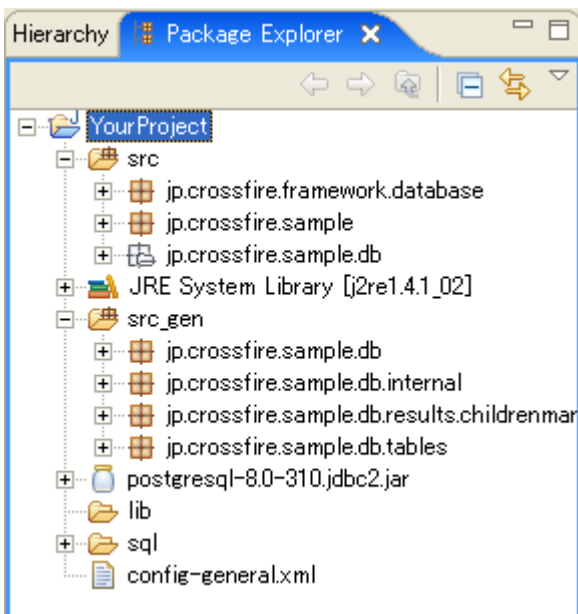 Hierarchy Package Explorer
YourProject
src
jp.crossfire.framework.database
jp.crossfire.sample
jp.crossfire.sample.db
JRE System Library [j2re1.4.1_02]
src_gen
jp.crossfire.sample.db
jp.crossfire.sample.db.internal
jp.crossfire.sample.db.results.childrenmar
jp.crossfire.sample.db.tables
postgresql-8.0-310.jdbc2.jar
lib
sql
config-general.xml